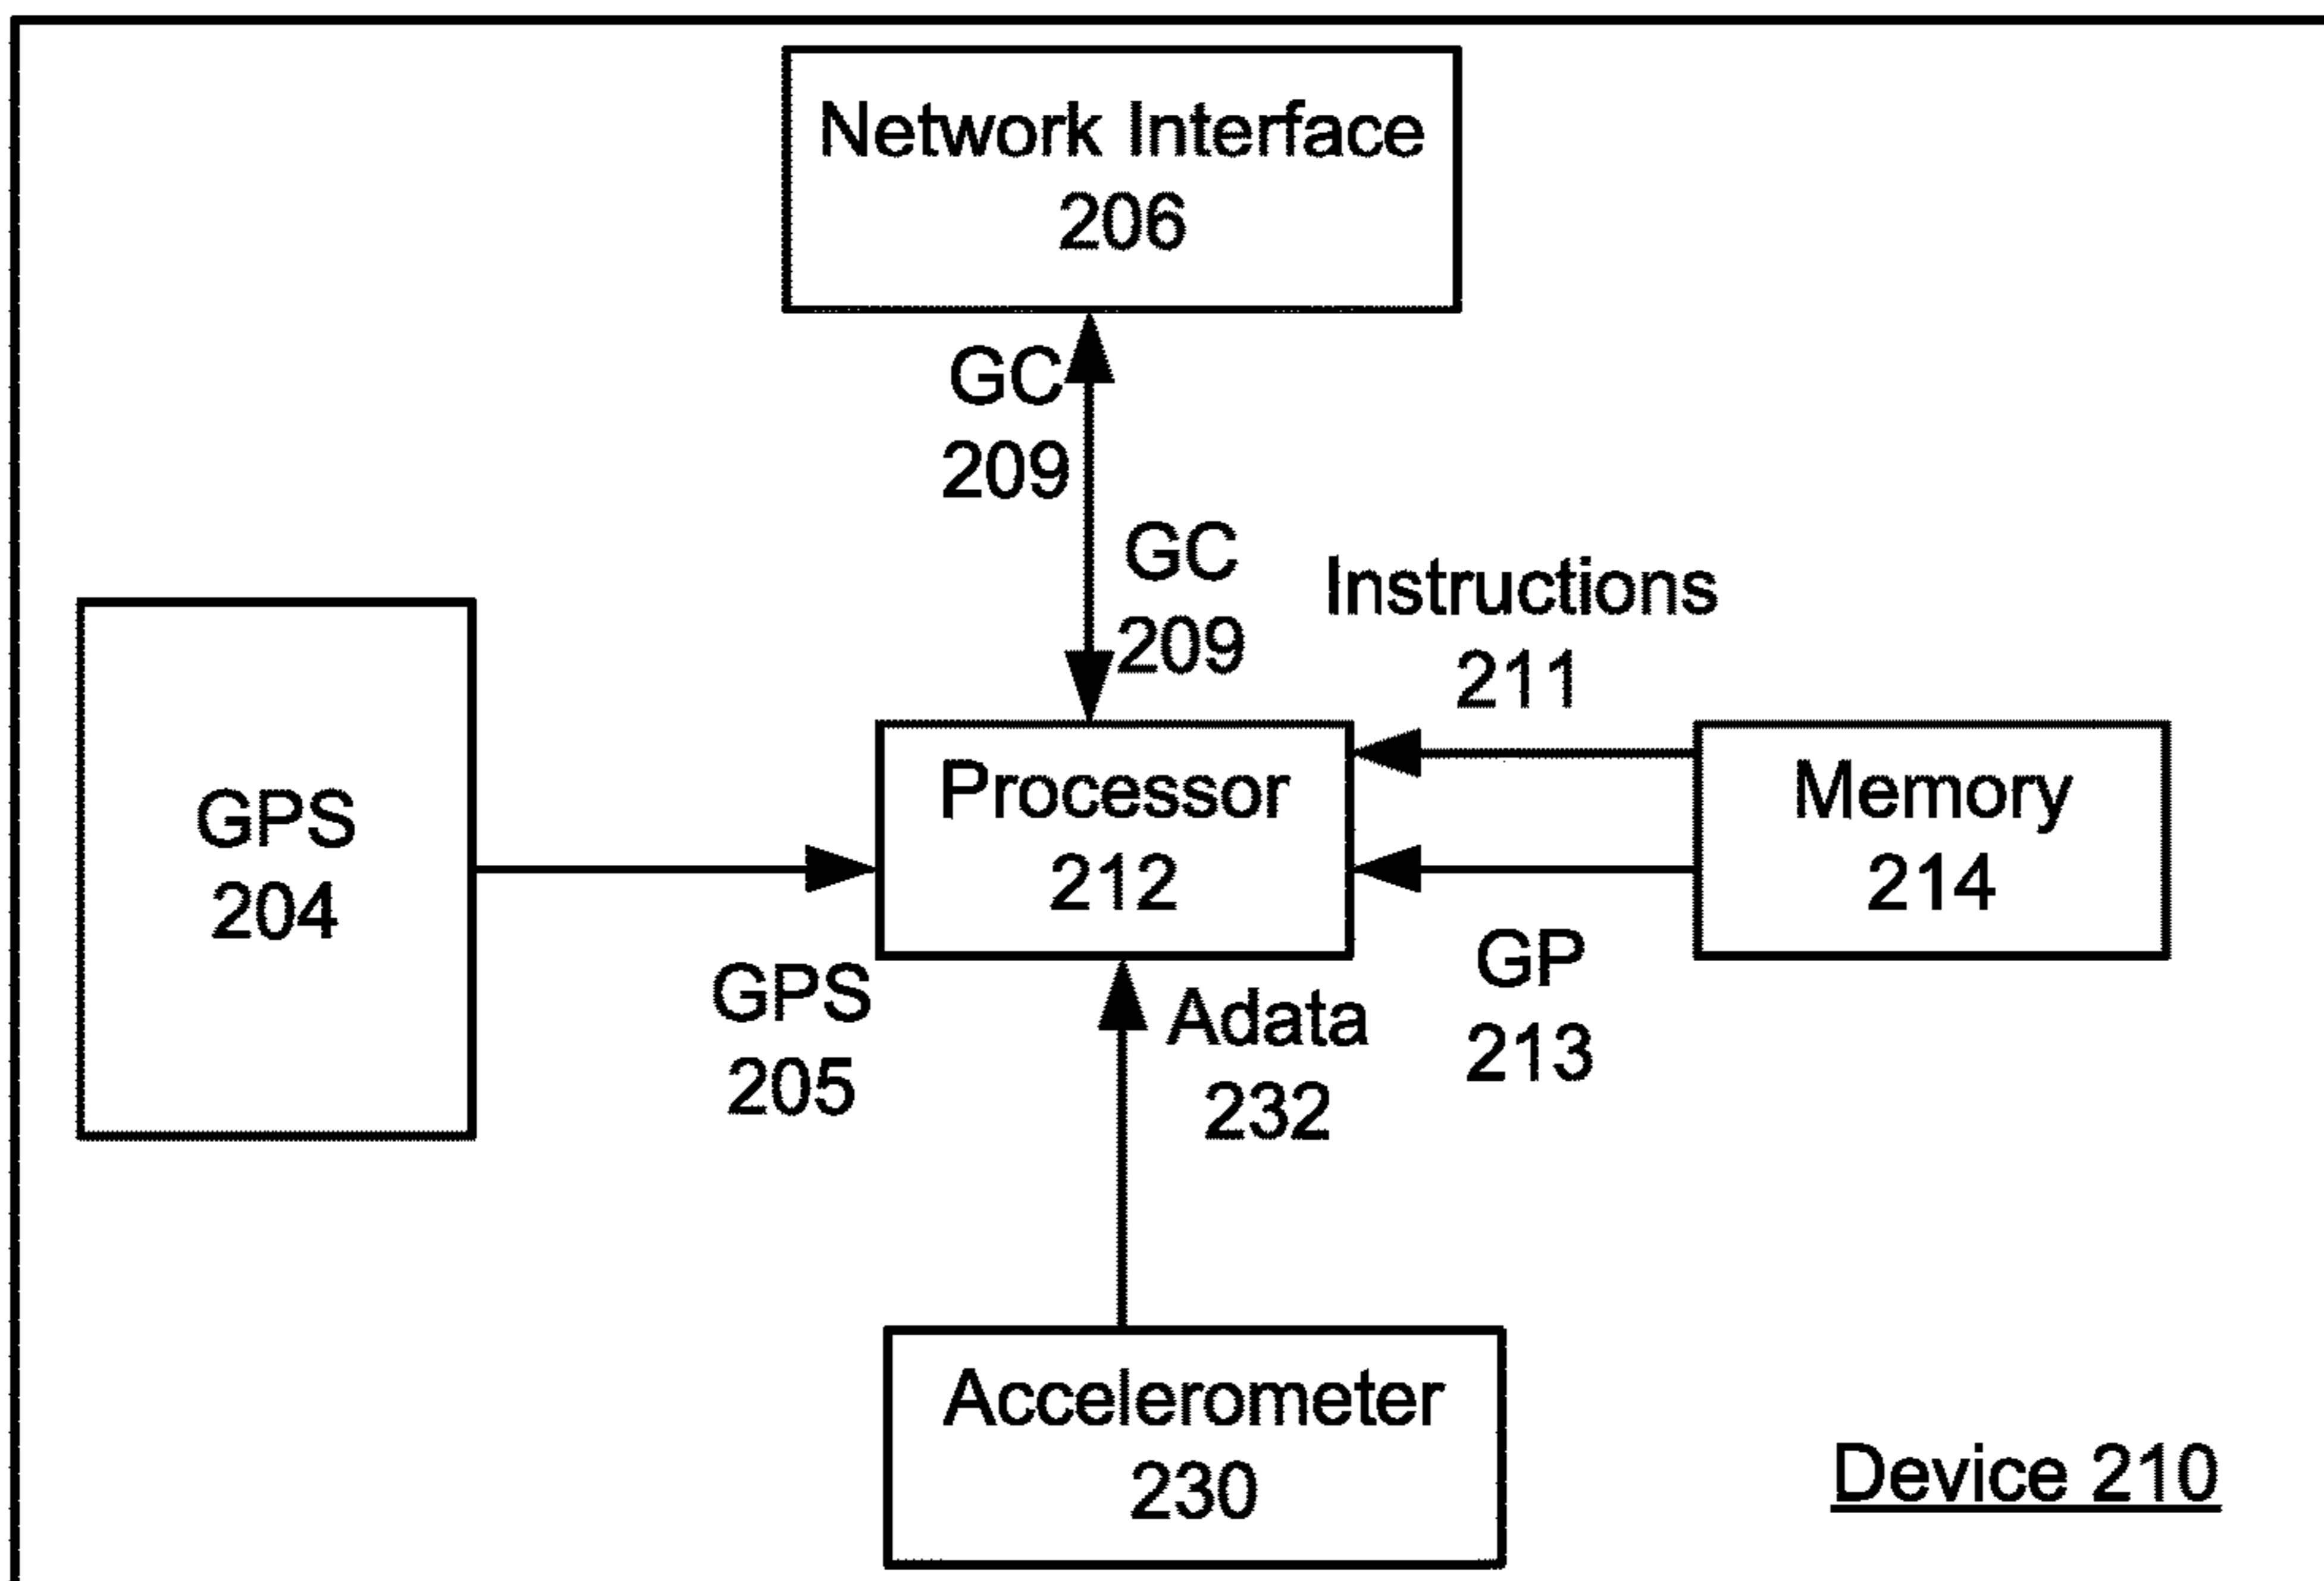 Network Interface
206
GC
209
GC
209
Instructions
211
GPS
204
Processor
212
Memory
214
GPS
205
Adata
232
GP
213
Accelerometer
230
Device 210